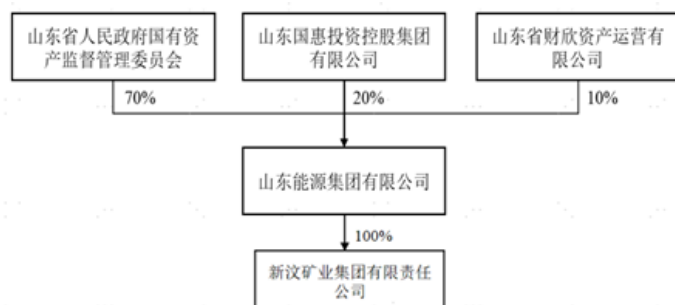 山东省人民政府国有资
产监督管理委员会
山东国惠投资控股集团
有限公司
山东省财欣资产运营有
限公司
70%
20%
10%
山东能源集团有限公司
100%
新汶矿业集团有限责任
公司